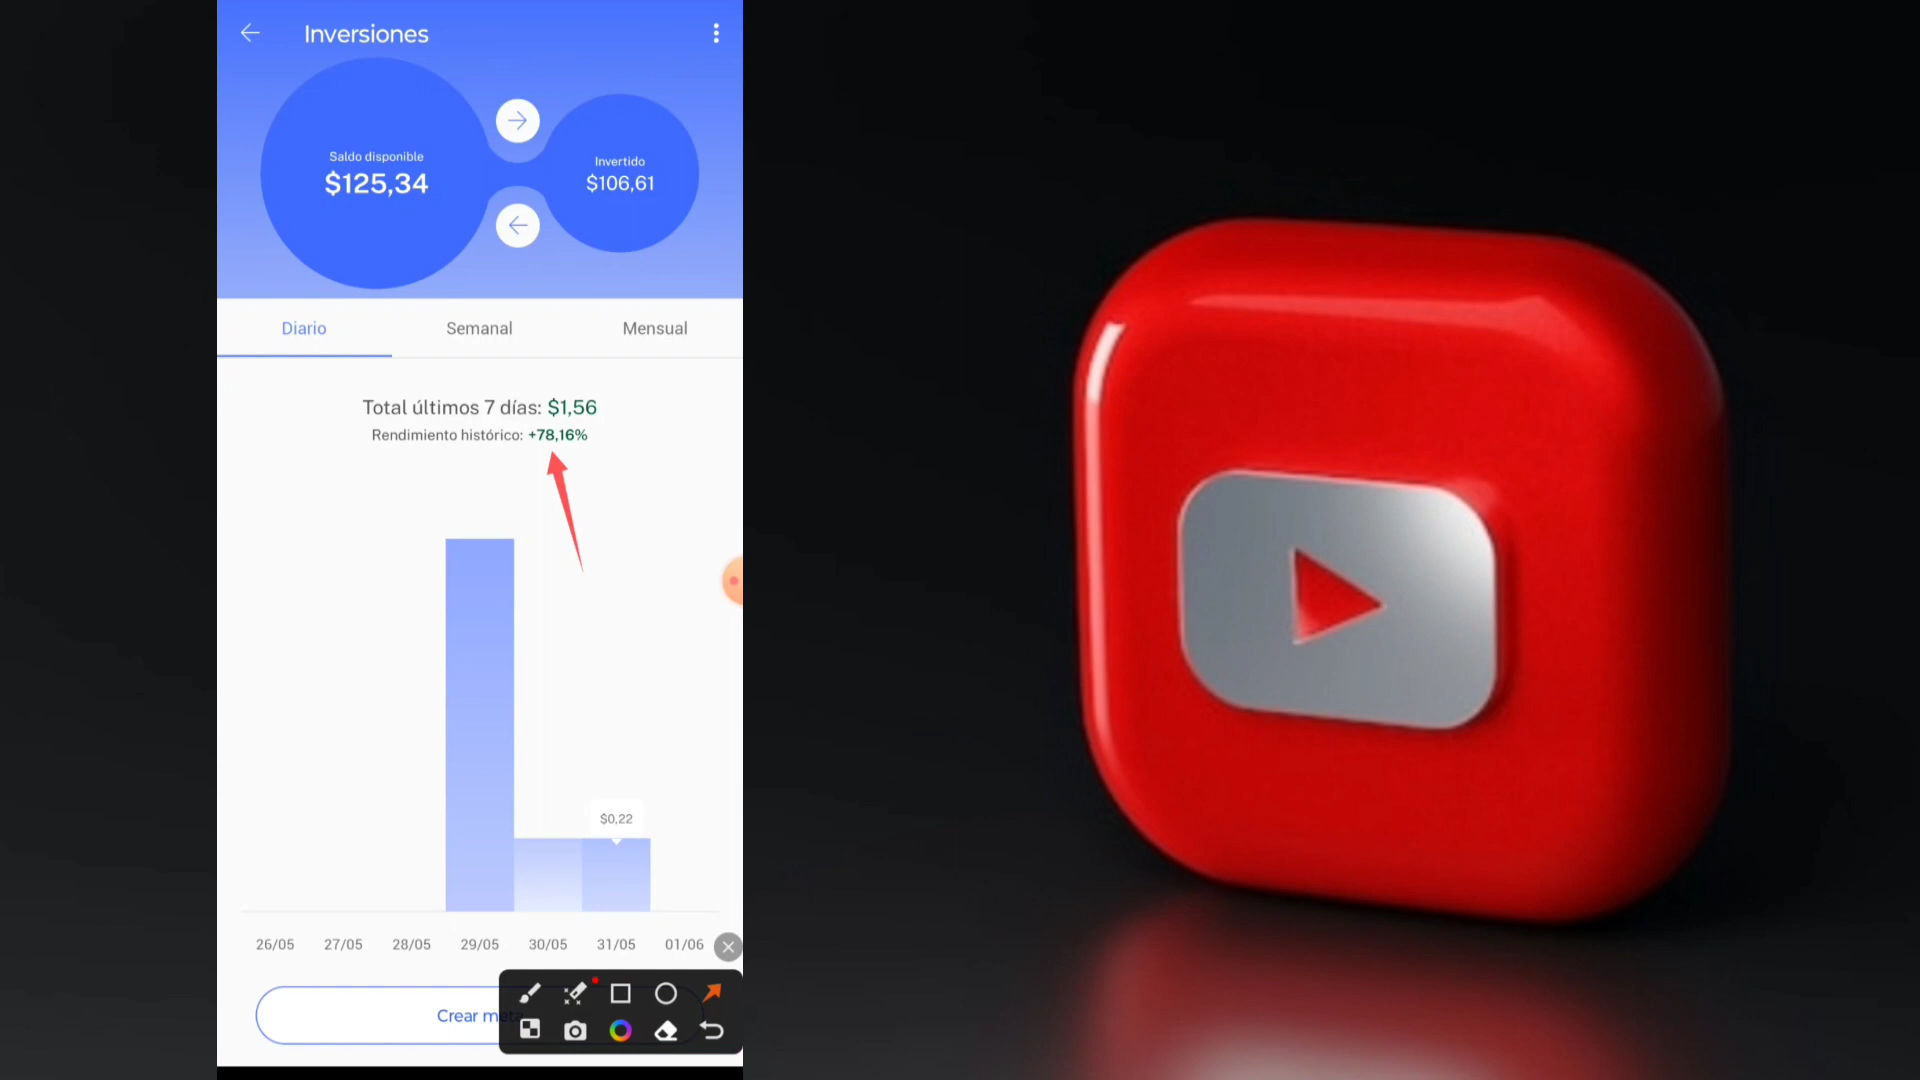 Inversiones
Saldo disponible
$125,34
Invertido
$106,61
Diario
Semanal
Mensual
Total últimos 7 días: $1,56
Rendimiento histórico: +78,16%
$0,22
26/05
27/05
28/05
29/05
30/05
31/05
01/06
Crear meta